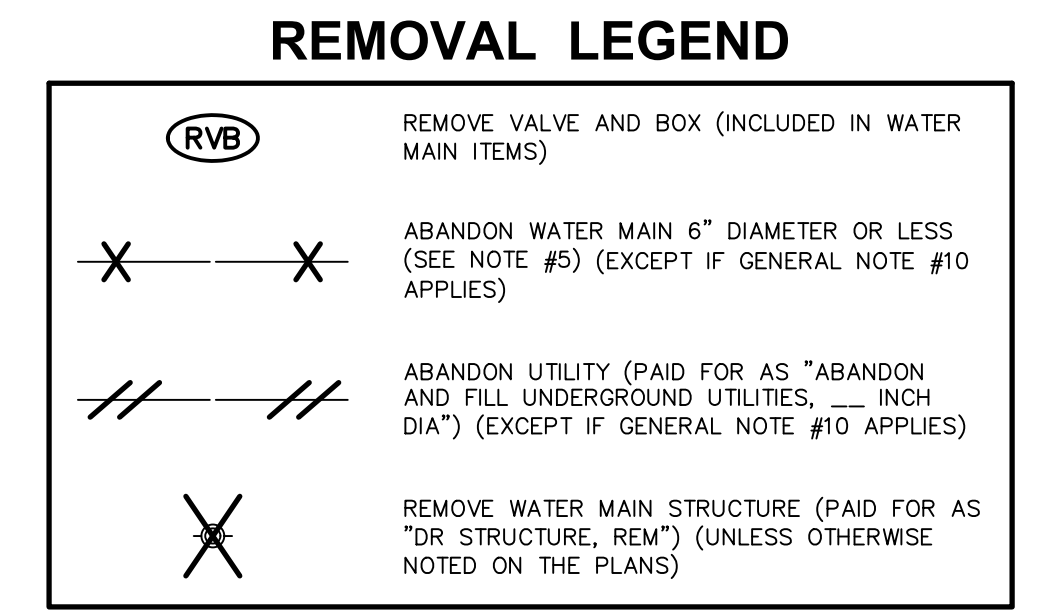 REMOVAL LEGEND
RVB
REMOVE VALVE AND BOX (INCLUDED IN WATER
MAIN ITEMS)
ABANDON WATER MAIN 6" DIAMETER OR LESS
(SEE NOTE #5) (EXCEPT IF GENERAL NOTE #10
APPLIES)
ABANDON UTILITY (PAID FOR AS "ABANDON
AND FILL UNDERGROUND UTILITIES, __ INCH
DIA") (EXCEPT IF GENERAL NOTE #10 APPLIES)
REMOVE WATER MAIN STRUCTURE (PAID FOR AS
"DR STRUCTURE, REM") (UNLESS OTHERWISE
NOTED ON THE PLANS)